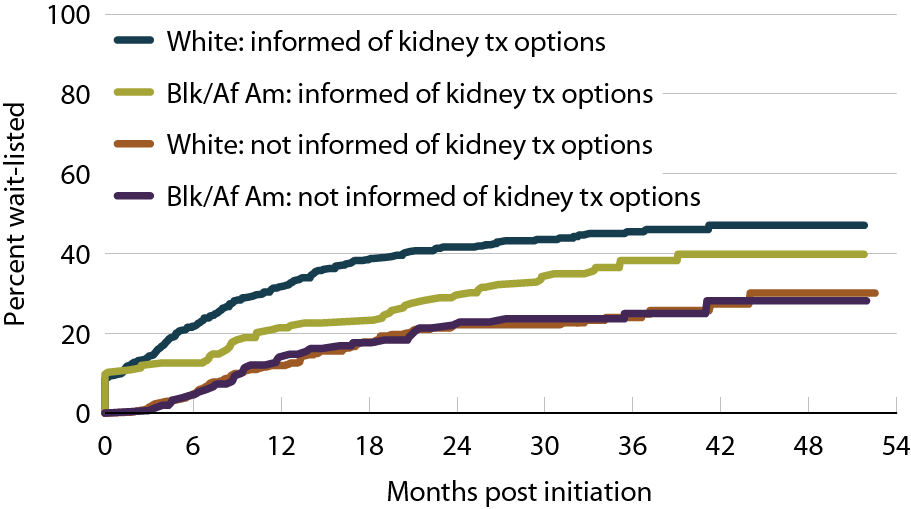 100
80
60
40
20
0
Percent wait-listed
White: informed of kidney tx options
Blk/Af Am: informed of kidney tx options
White: not informed of kidney tx options
Blk/Af Am: not informed of kidney tx options
0 6 12 18 24 30 36 42 48 54
Months post initiation